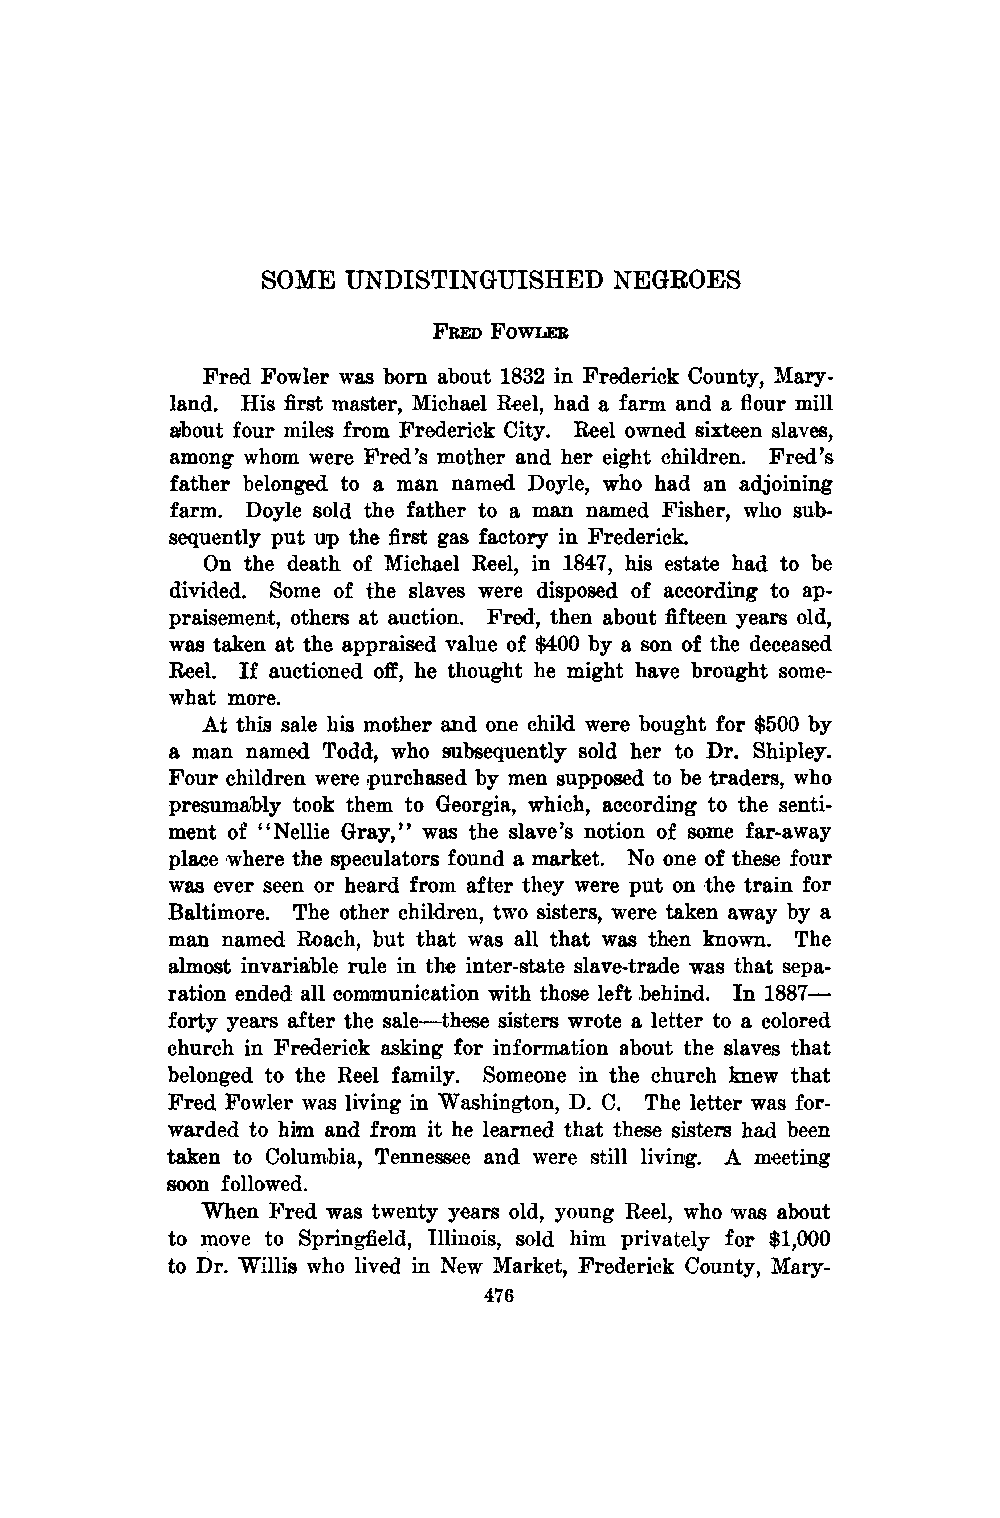 SOME UNDISTINGUISHED NEGROES
FRED FOWLER
Fred Fowler was born about 1832 in Frederick County, Mary-
land. His first master, Michael Reel, had a farm and a flour mill
about four miles from Frederick City. Reel owned sixteen slaves,
among whom were Fred's mother and her eight children. Fred's
father belonged to a man named Doyle, who had an adjoining
farm. Doyle sold the father to a man named Fisher, who sub-
sequently put up the first gas factory in Frederick.
On the death of Michael Reel, in 1847, his estate had to be
divided. Some of the slaves were disposed of according to ap-
praisement, others at auction. Fred, then about fifteen years old,
was taken at the appraised value of $400 by a son of the deceased
Reel. If auctioned off, he thought he might have brought some-
what more.
At this sale his mother and one child were bought for $500 by
a man named Todd, who subsequently sold her to Dr. Shipley.
Four children were purchased by men supposed to be traders, who
presumably took them to Georgia, which, according to the senti-
ment of "Nellie Gray," was the slave's notion of some far-away
place where the speculators found a market. No one of these four
was ever seen or heard from after they were put on the train for
Baltimore. The other children, two sisters, were taken away by a
man named Roach, but that was all that was then known. The
almost invariable rule in the inter-state slave-trade was that sepa-
ration ended all communication with those left behind. In 1887—
forty years after the sale—these sisters wrote a letter to a colored
church in Frederick asking for information about the slaves that
belonged to the Reel family. Someone in the church knew that
Fred Fowler was living in Washington, D. C. The letter was for-
warded to him and from it he learned that these sisters had been
taken to Columbia, Tennessee and were still living. A meeting
soon followed.
When Fred was twenty years old, young Reel, who was about
to move to Springfield, Illinois, sold him privately for $1,000
to Dr. Willis who lived in New Market, Frederick County, Mary-
476